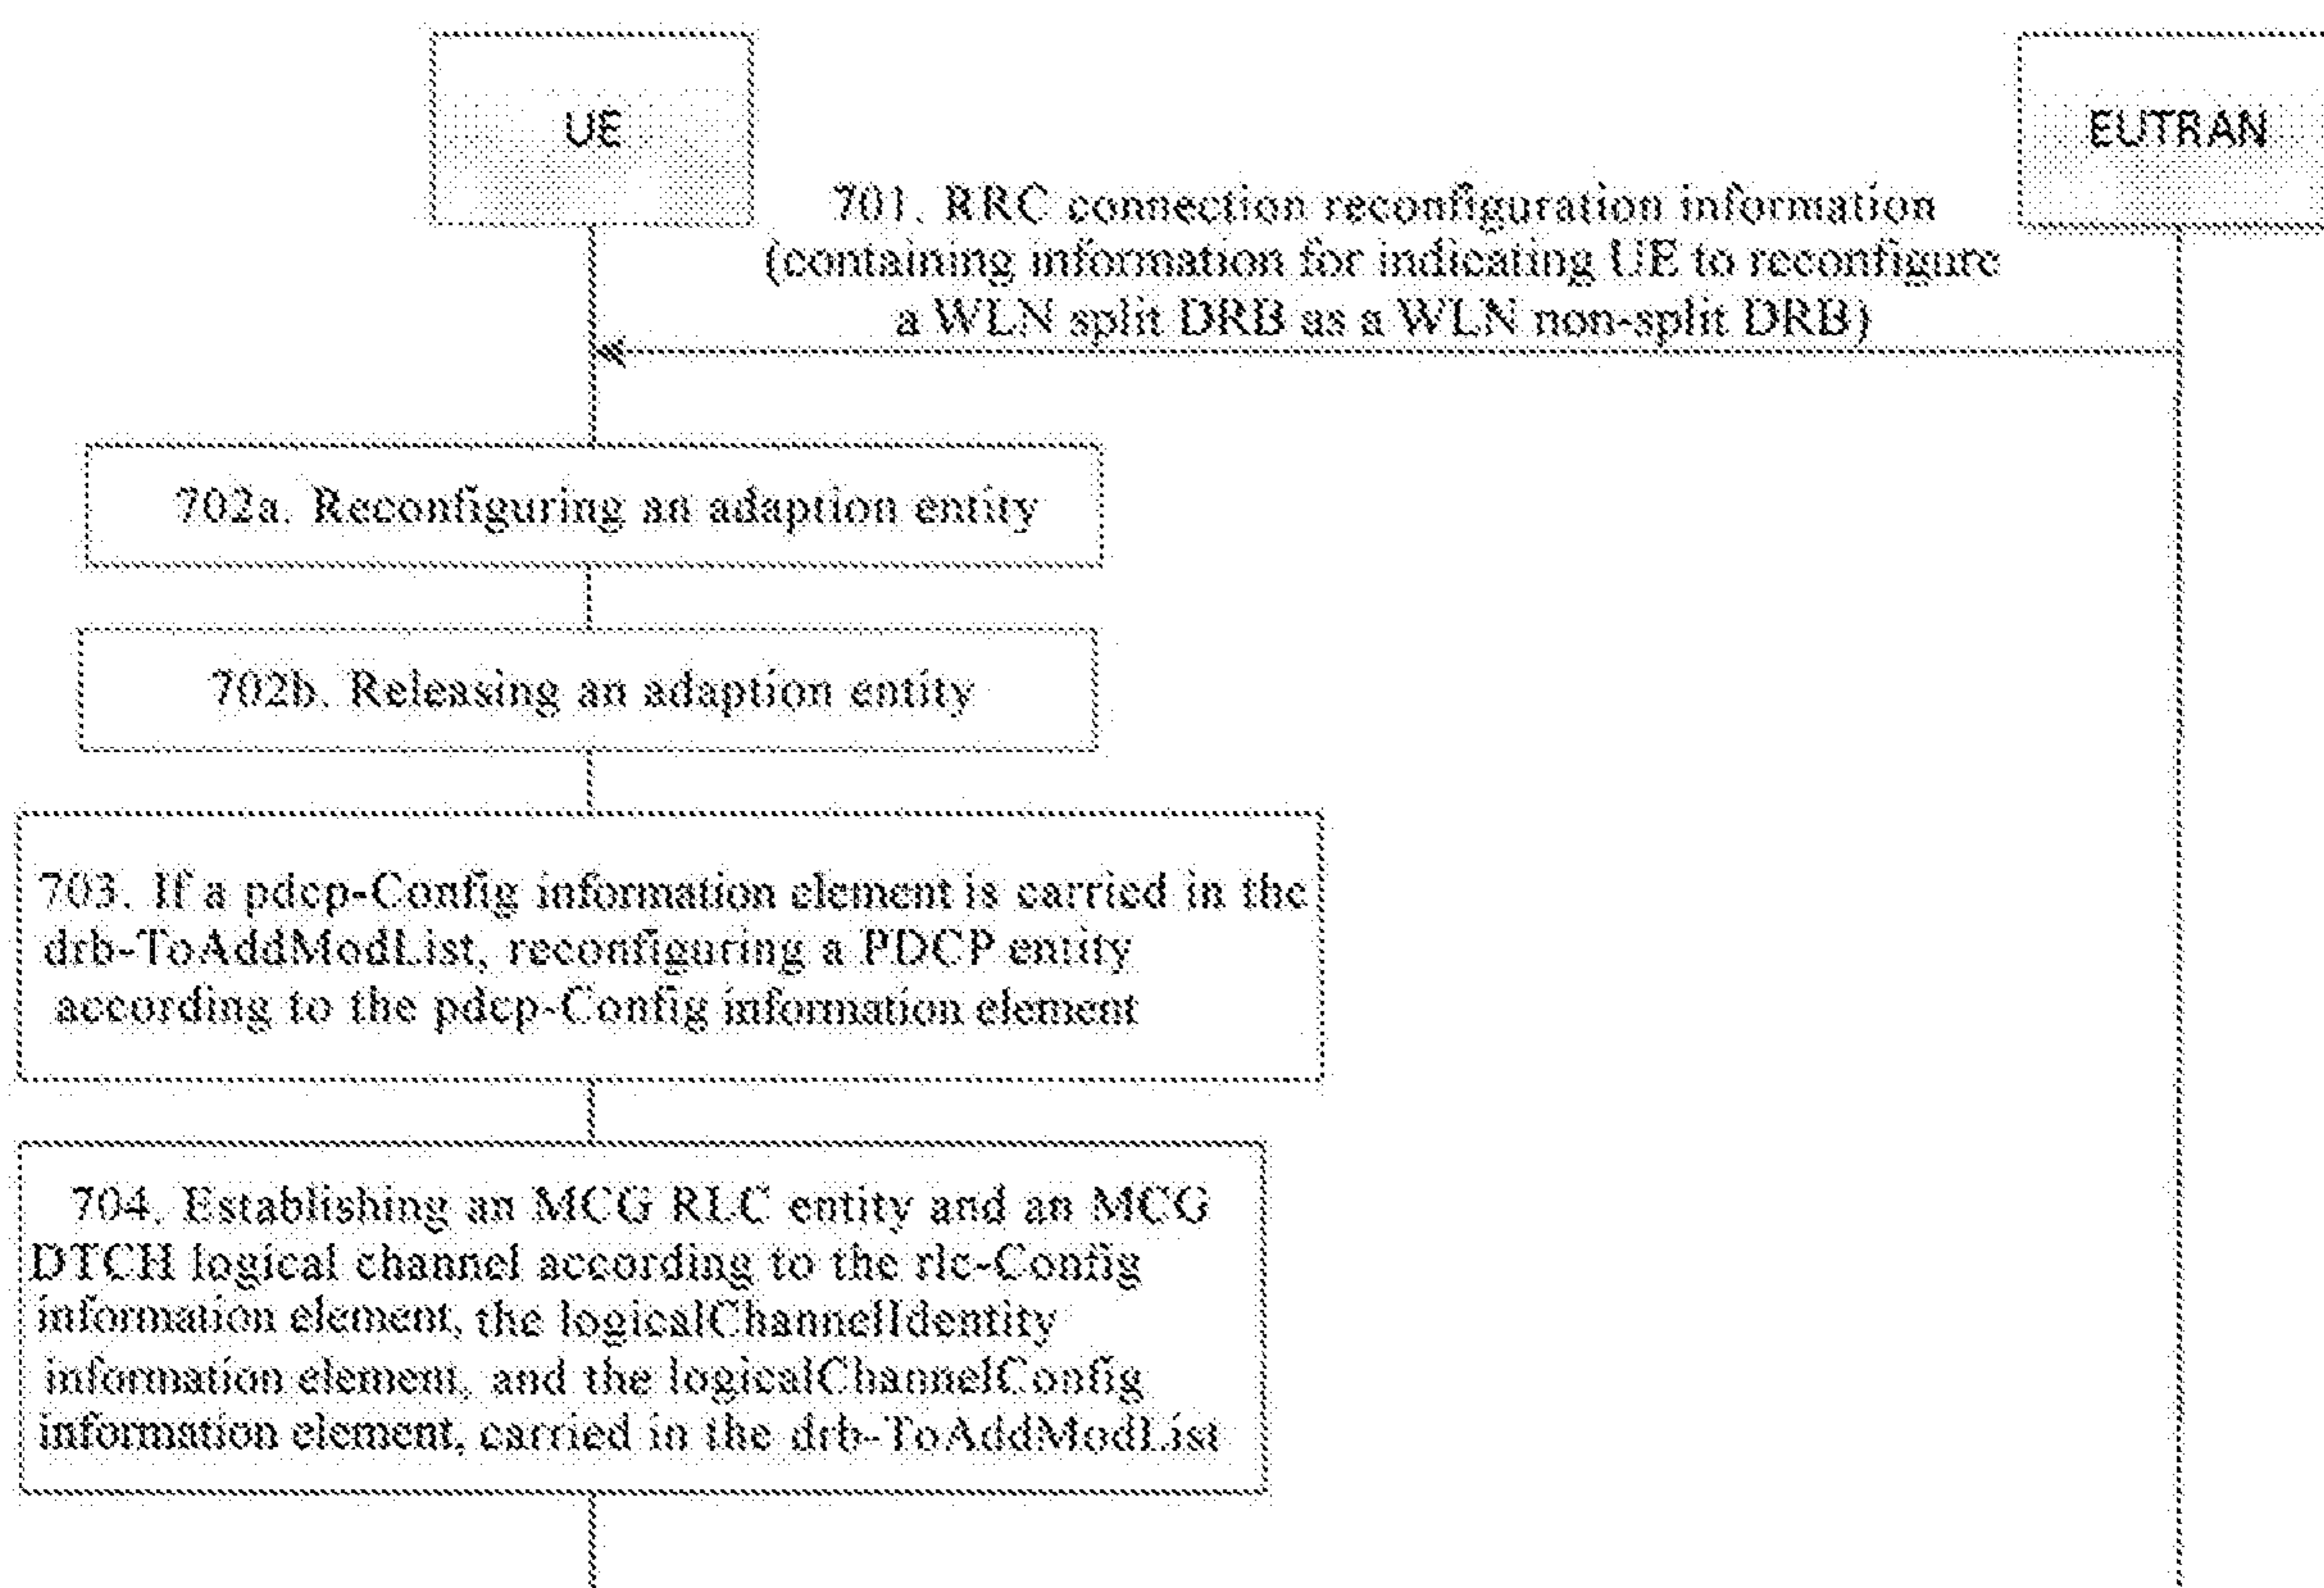 UE
EUTRAN
701. RRC connection reconfiguration information
(containing information for indicating UE to reconfigure
a WLN split DRB as a WLN non-split DRB)
702a. Reconfiguring an adaption entity
702b. Releasing an adaption entity
703. If a pdcp-Config information element is carried in the
drb-ToAddModList, reconfiguring a PDCP entity
according to the pdcp-Config information element
704. Establishing an MCG RLC entity and an MCG
DTCH logical channel according to the rlc-Config
information element, the logicalChannelIdentity
information element, and the logicalChannelConfig
information element, carried in the drb-ToAddModList